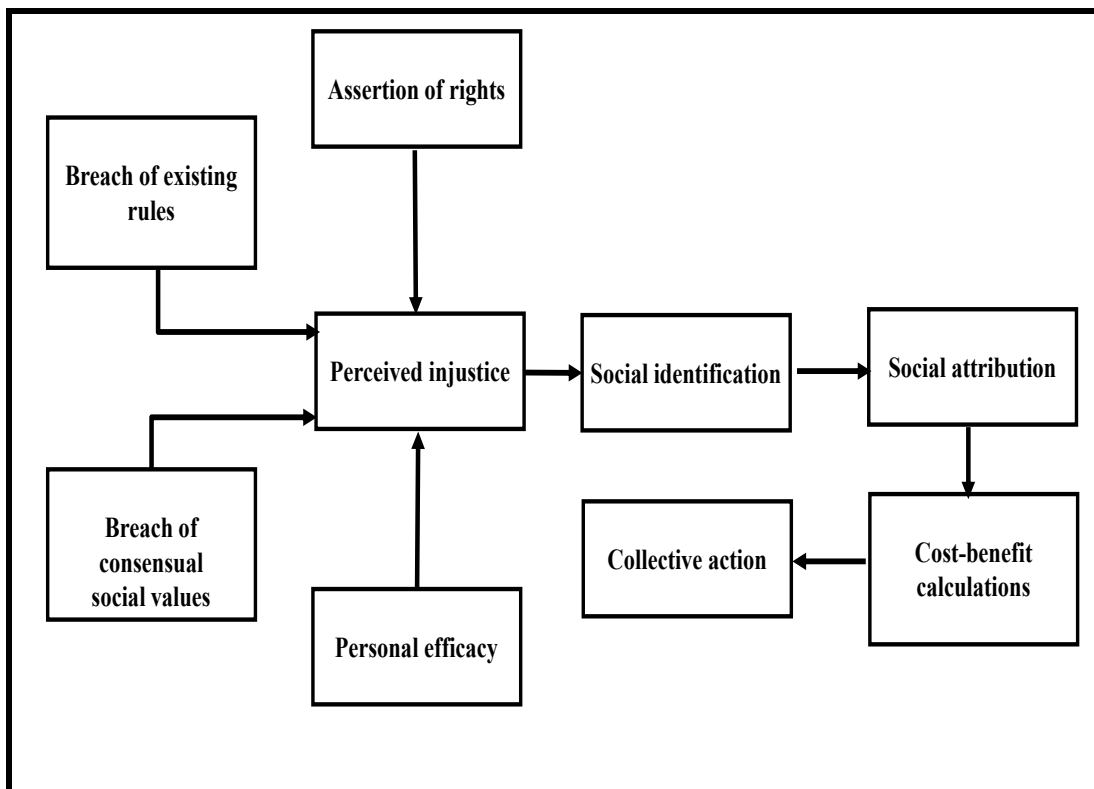 Assertion of rights
Breach of existing
rules
Perceived injustice
Social identification
Social attribution
Breach of
consensual
social values
Collective action
Cost-benefit
calculations
Personal efficacy